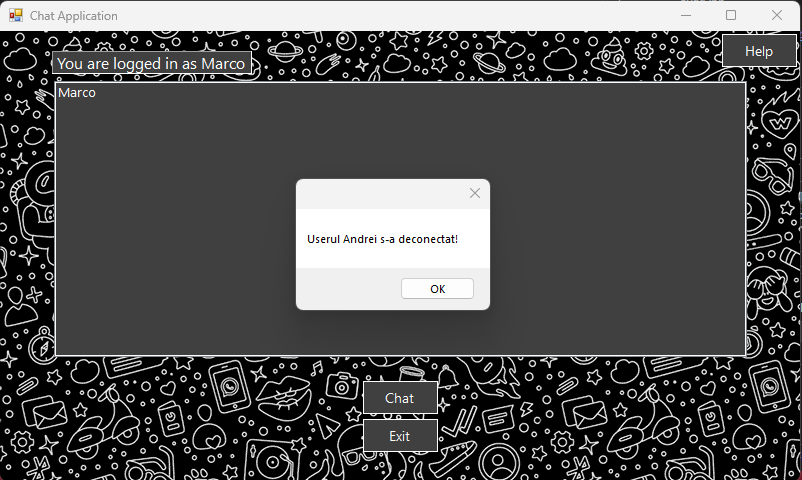 Chat Application
Help
You are logged in as Marco
Marco
Userul Andrei s-a deconectat!
OK
Chat
Exit